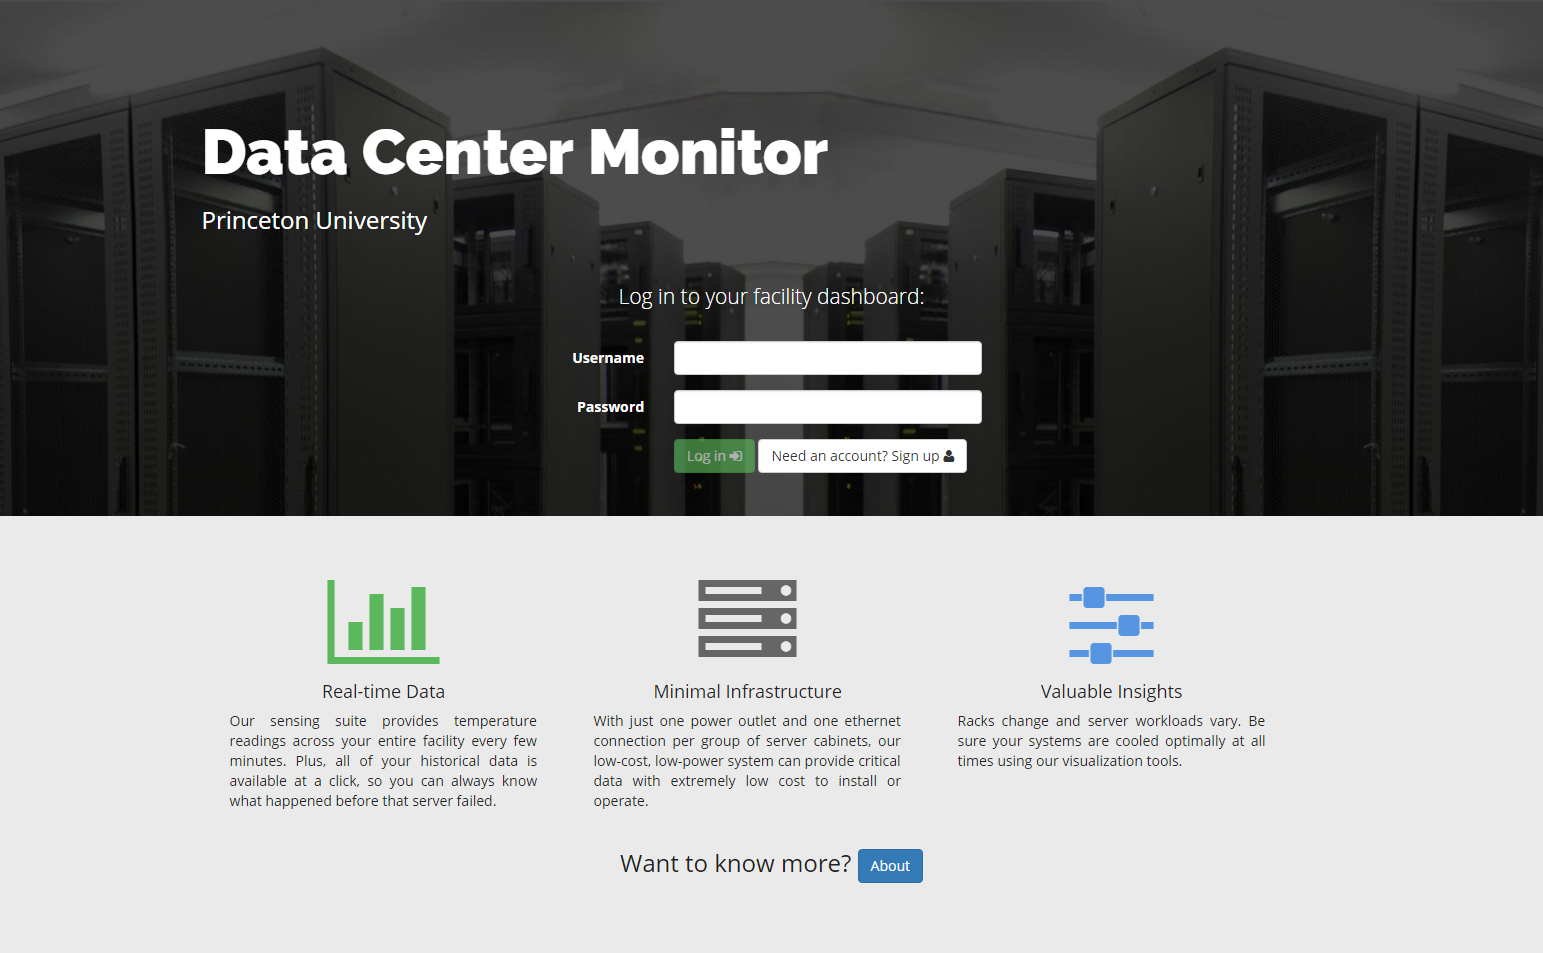 Data Center Monitor
Princeton University
Log in to your facility dashboard:
Username
Password
Log in
Need an account? Sign up
Real-time Data
Our sensing suite provides temperature
readings across your entire facility every few
minutes. Plus, all of your historical data is
available at a click, so you can always know
what happened before that server failed.
Minimal Infrastructure
With just one power outlet and one ethernet
connection per group of server cabinets, our
low-cost, low-power system can provide critical
data with extremely low cost to install or
operate.
Valuable Insights
Racks change and server workloads vary. Be
sure your systems are cooled optimally at all
times using our visualization tools.
Want to know more?
About